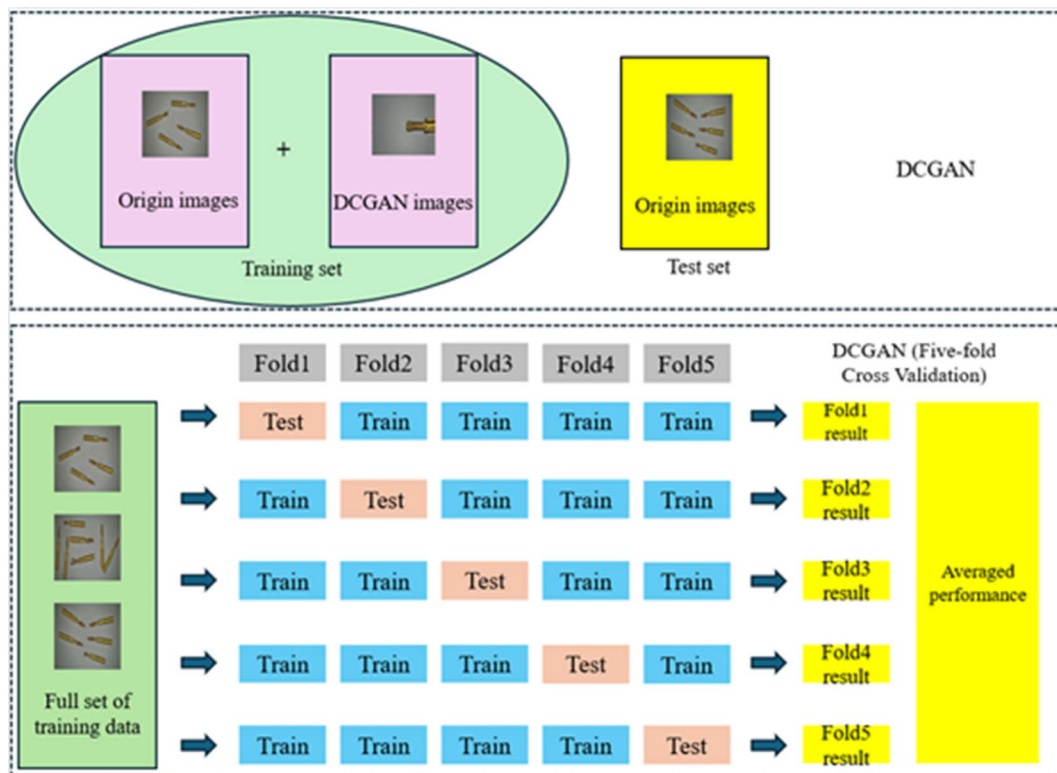 Origin images
+
DCGAN images
Training set
Origin images
Test set
DCGAN
Fold1 Fold2 Fold3 Fold4 Fold5
DCGAN (Five-fold
Cross Validation)
Test Train Train Train Train
Fold1
result
Train Test Train Train Train
Fold2
result
Train Train Test Train Train
Fold3
result
Train Train Train Test Train
Fold4
result
Train Train Train Train Test
Fold5
result
Full set of
training data
Averaged
performance